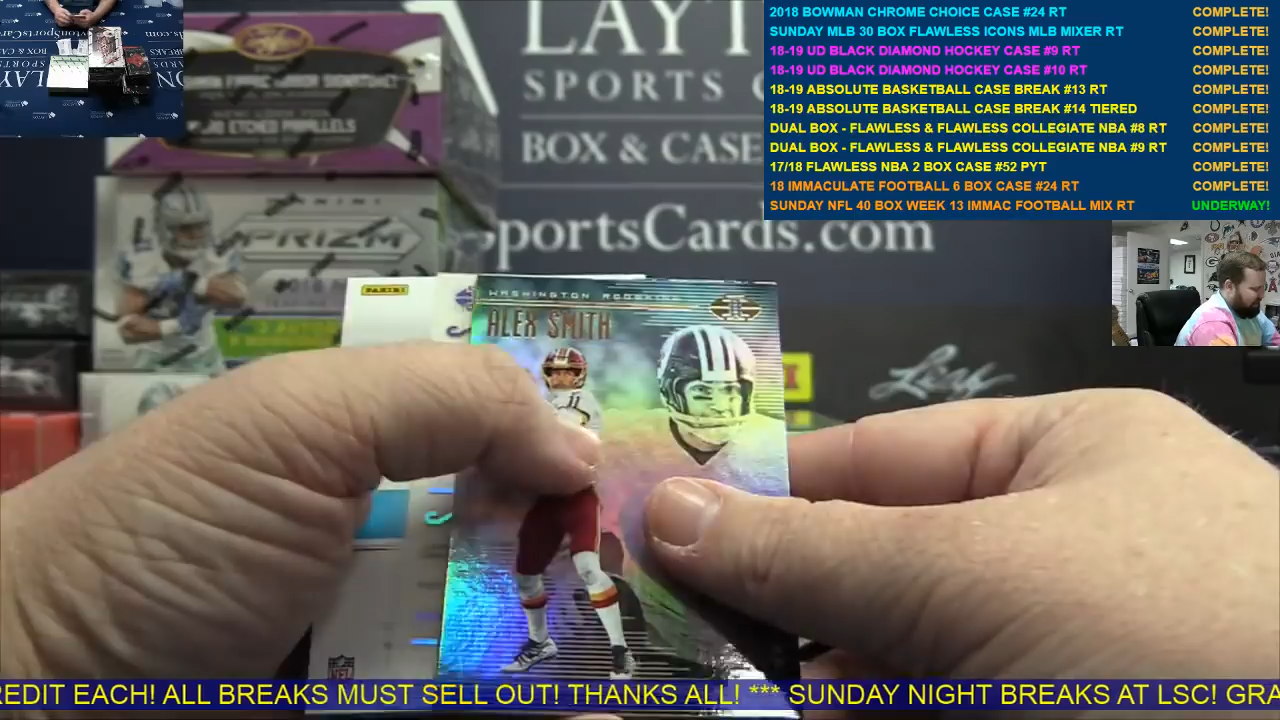 2018 BOWMAN CHROME CHOICE CASE #24 RT COMPLETE!
SUNDAY MLB 30 BOX FLAWLESS ICONS MLB MIXER RT COMPLETE!
18-19 UD BLACK DIAMOND HOCKEY CASE #9 RT COMPLETE!
18-19 UD BLACK DIAMOND HOCKEY CASE #10 RT COMPLETE!
18-19 ABSOLUTE BASKETBALL CASE BREAK #13 RT COMPLETE!
18-19 ABSOLUTE BASKETBALL CASE BREAK #14 TIERED COMPLETE!
DUAL BOX - FLAWLESS & FLAWLESS COLLEGIATE NBA #8 RT COMPLETE!
DUAL BOX - FLAWLESS & FLAWLESS COLLEGIATE NBA #9 RT COMPLETE!
17/18 FLAWLESS NBA 2 BOX CASE #52 PYT COMPLETE!
18 IMMACULATE FOOTBALL 6 BOX CASE #24 RT COMPLETE!
SUNDAY NFL 40 BOX WEEK 13 IMMAC FOOTBALL MIX RT UNDERWAY!
LAYT
SPORTS C
BOX & CASE
SportsCards.com
ETCHED PARALLELS
PANINI
PRIZM
PANINI
WASHINGTON
ALEX SMITH
Leaf
NFL
REDIT EACH! ALL BREAKS MUST SELL OUT! THANKS ALL! *** SUNDAY NIGHT BREAKS AT LSC! GRA